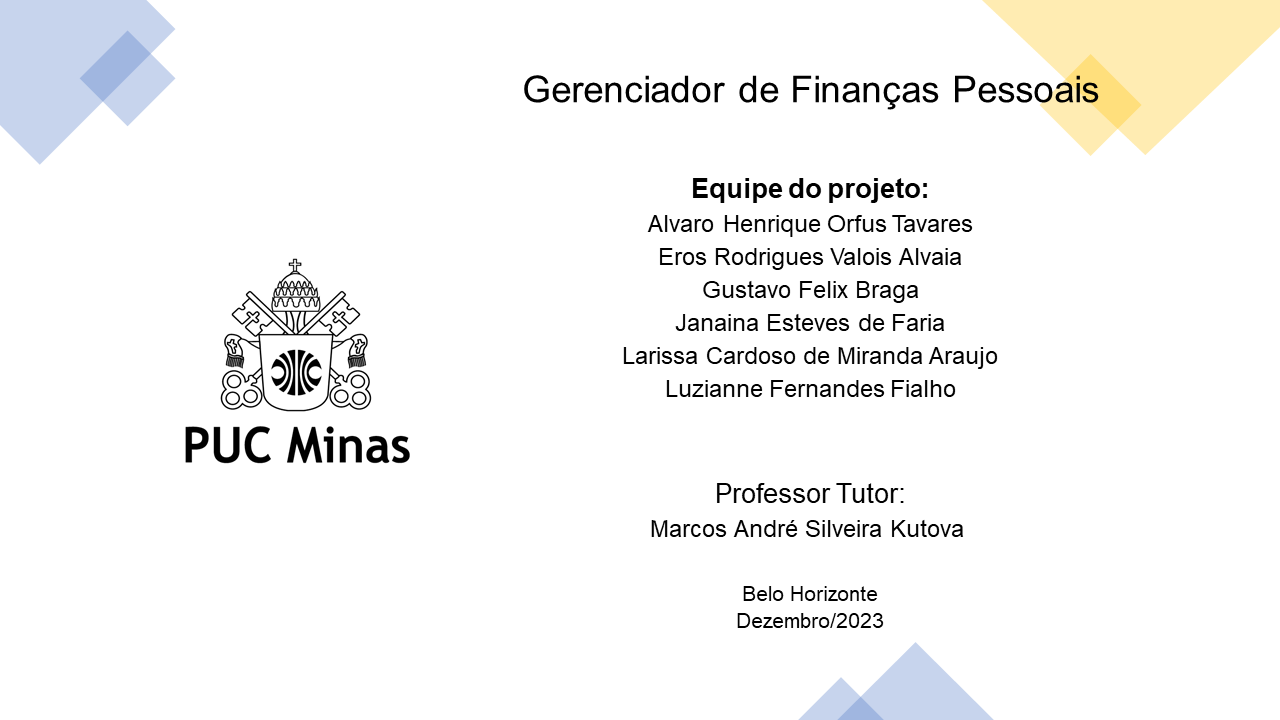 Gerenciador de Finanças Pessoais
Equipe do projeto:
Alvaro Henrique Orfus Tavares
Eros Rodrigues Valois Alvaia
Gustavo Felix Braga
Janaina Esteves de Faria
Larissa Cardoso de Miranda Araujo
Luzianne Fernandes Fialho
PUC Minas
Professor Tutor:
Marcos André Silveira Kutova
Belo Horizonte
Dezembro/2023